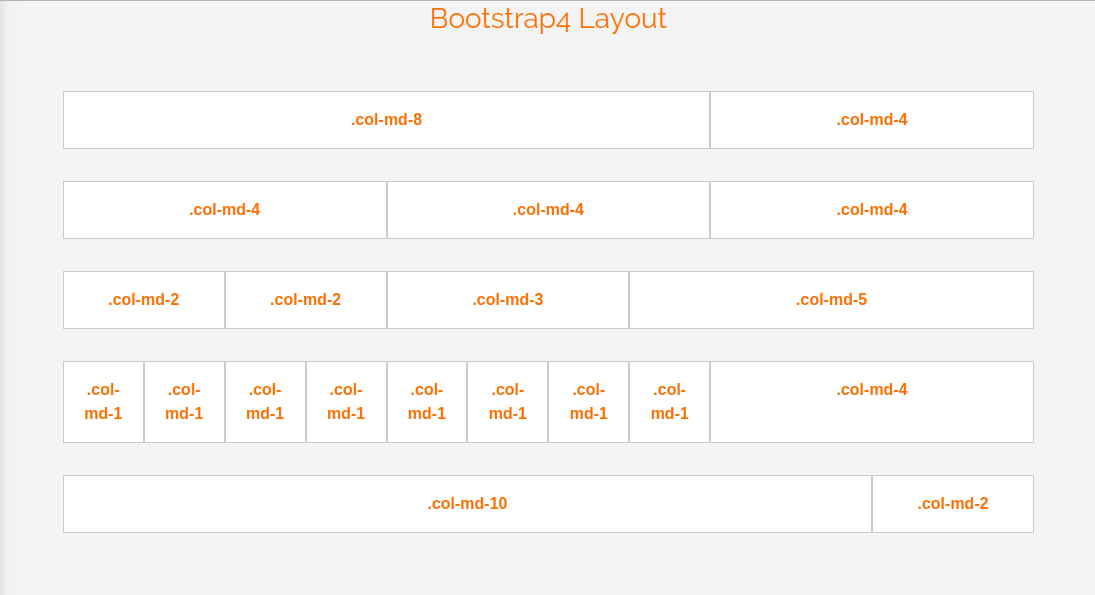 Bootstrap4 Layout
.col-md-8 .col-md-4
.col-md-4 .col-md-4 .col-md-4
.col-md-2 .col-md-2 .col-md-3 .col-md-5
.col- .col- .col- .col- .col- .col- .col- .col- .col-md-4
md-1 md-1 md-1 md-1 md-1 md-1 md-1 md-1
.col-md-10 .col-md-2